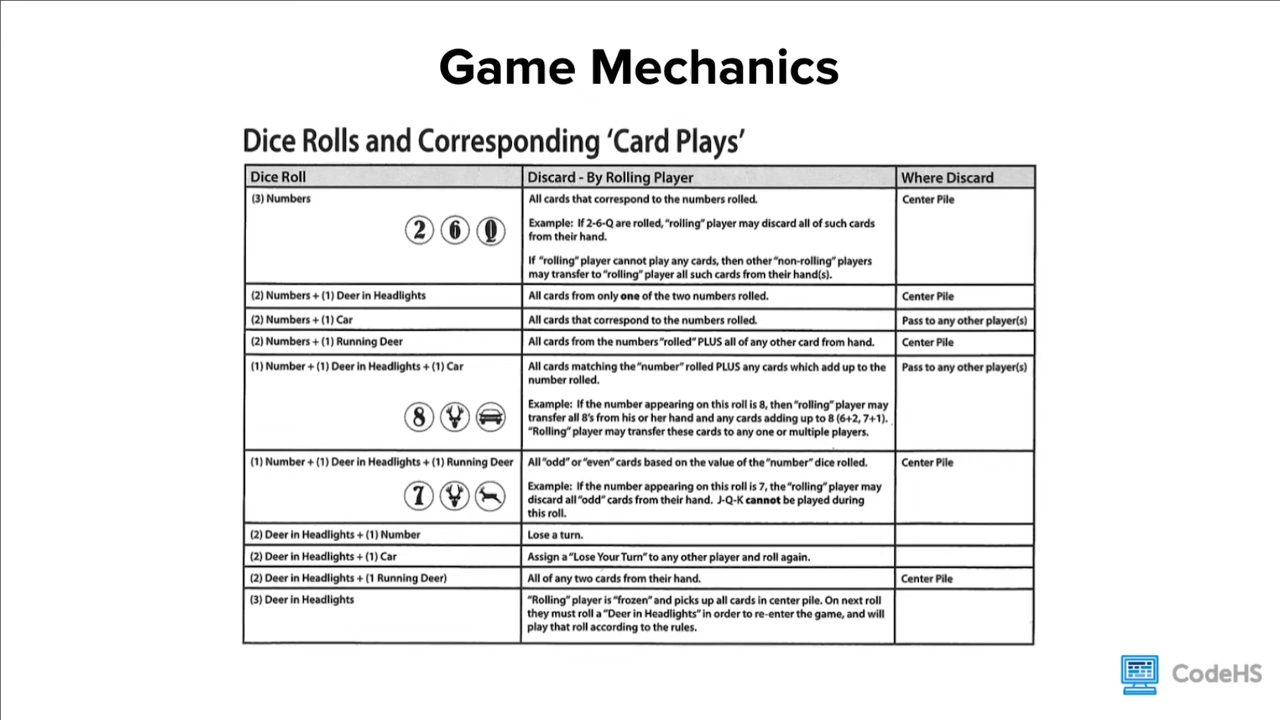 Game Mechanics
Dice Rolls and Corresponding 'Card Plays'
Dice Roll
Discard - By Rolling Player
Where Discard
(3) Numbers
2 6 Q
All cards that correspond to the numbers rolled.
Example: If 2-6-Q are rolled, "rolling" player may discard all of such cards
from their hand.
If "rolling" player cannot play any cards, then other "non-rolling" players
may transfer to "rolling" player all such cards from their hand(s).
Center Pile
(2) Numbers + (1) Deer in Headlights
All cards from only one of the two numbers rolled.
Center Pile
(2) Numbers + (1) Car
All cards that correspond to the numbers rolled.
Pass to any other player(s)
(2) Numbers + (1) Running Deer
All cards from the numbers "rolled" PLUS all of any other card from hand.
Center Pile
(1) Number + (1) Deer in Headlights + (1) Car
8
All cards matching the "number" rolled PLUS any cards which add up to the
number rolled.
Example: If the number appearing on this roll is 8, then "rolling" player may
transfer all 8's from his or her hand and any cards adding up to 8 (6+2, 7+1).
"Rolling" player may transfer these cards to any one or multiple players.
Pass to any other player(s)
(1) Number + (1) Deer in Headlights + (1) Running Deer
7
All "odd" or "even" cards based on the value of the "number" dice rolled.
Example: If the number appearing on this roll is 7, the "rolling" player may
discard all "odd" cards from their hand. J-Q-K cannot be played during
this roll.
Center Pile
(2) Deer in Headlights + (1) Number
Lose a turn.
(2) Deer in Headlights + (1) Car
Assign a "Lose Your Turn" to any other player and roll again.
(2) Deer in Headlights + (1 Running Deer)
All of any two cards from their hand.
Center Pile
(3) Deer in Headlights
"Rolling" player is "frozen" and picks up all cards in center pile. On next roll
they must roll a "Deer in Headlights" in order to re-enter the game, and will
play that roll according to the rules.
CodeHS